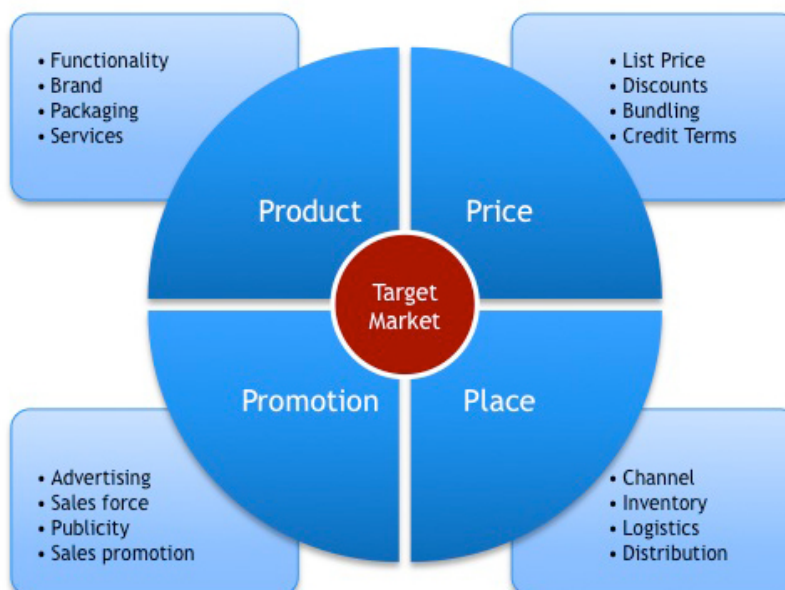 • Functionality
• Brand
• Packaging
• Services
• List Price
• Discounts
• Bundling
• Credit Terms
Product
Price
Target
Market
Promotion
Place
• Advertising
• Sales force
• Publicity
• Sales promotion
• Channel
• Inventory
• Logistics
• Distribution